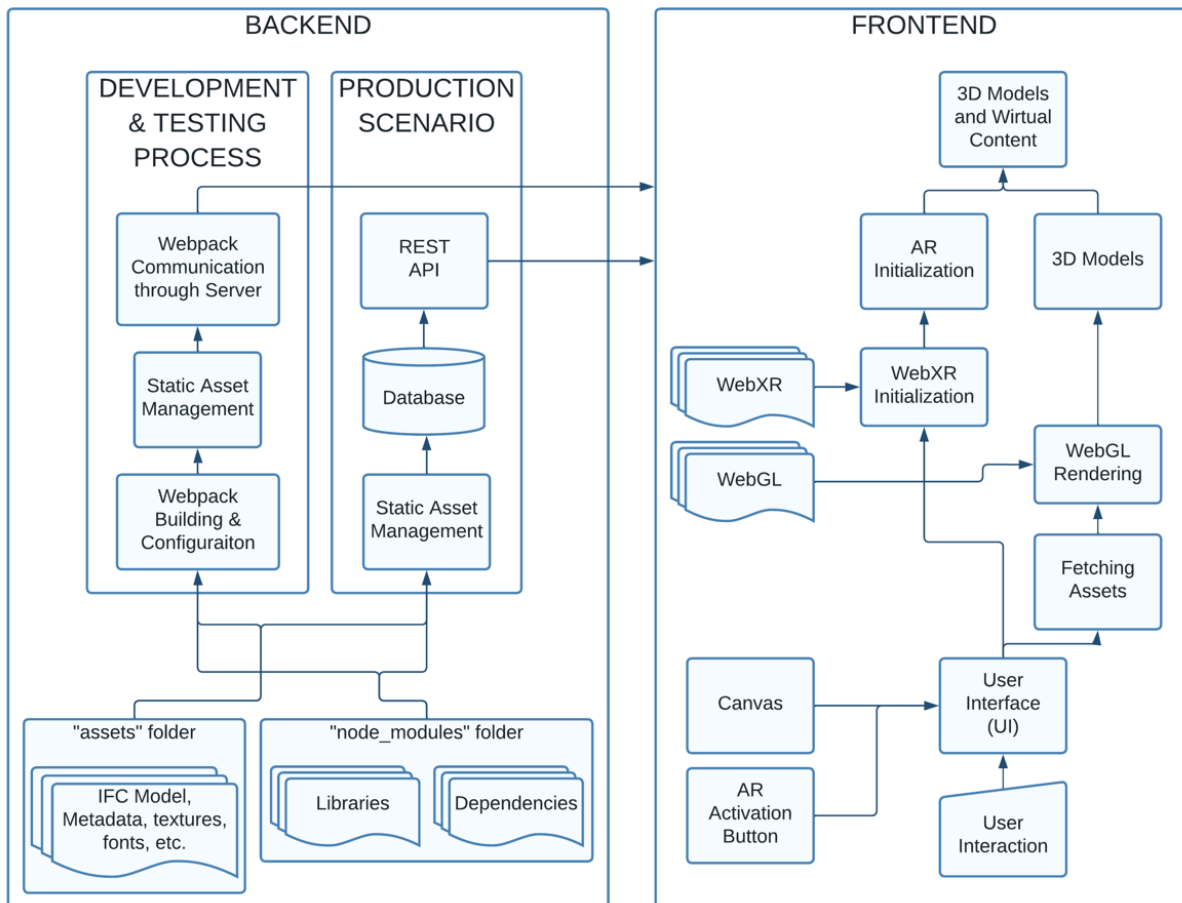 BACKEND
DEVELOPMENT
& TESTING
PROCESS
PRODUCTION
SCENARIO
Webpack
Communication
through Server
REST
API
Static Asset
Management
Database
Webpack
Building &
Configuraiton
Static Asset
Management
"assets" folder
IFC Model,
Metadata, textures,
fonts, etc.
"node_modules" folder
Libraries
Dependencies
FRONTEND
3D Models
and Wirtual
Content
AR
Initialization
3D Models
WebXR
WebXR
Initialization
WebGL
WebGL
Rendering
Fetching
Assets
Canvas
User
Interface
(UI)
AR
Activation
Button
User
Interaction